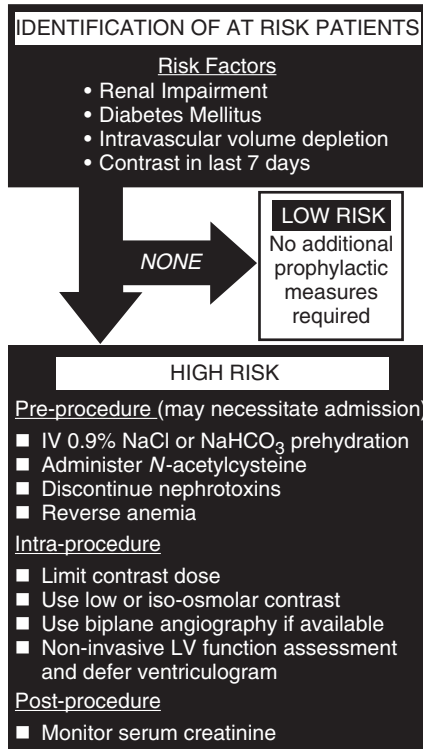 IDENTIFICATION OF AT RISK PATIENTS
Risk Factors
• Renal Impairment
• Diabetes Mellitus
• Intravascular volume depletion
• Contrast in last 7 days
NONE
LOW RISK
No additional
prophylactic
measures
required
HIGH RISK
Pre-procedure (may necessitate admission)
■ IV 0.9% NaCl or NaHCO₃ prehydration
■ Administer N-acetylcysteine
■ Discontinue nephrotoxins
■ Reverse anemia
Intra-procedure
■ Limit contrast dose
■ Use low or iso-osmolar contrast
■ Use biplane angiography if available
■ Non-invasive LV function assessment
and defer ventriculogram
Post-procedure
■ Monitor serum creatinine